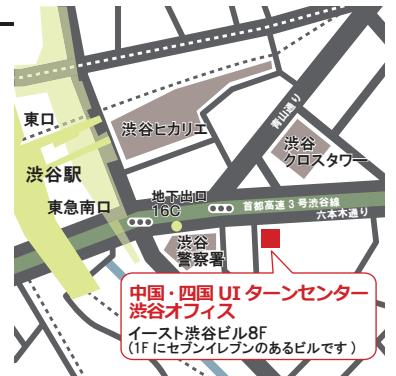 東口
渋谷駅
東急南口
渋谷ヒカリエ
青山通り
渋谷
クロスタワー
地下出口
16C
首都高速3号渋谷線
六本木通り
渋谷
警察署
中国・四国 UI ターンセンター
渋谷オフィス
イースト渋谷ビル8F
(1F にセブンイレブンのあるビルです)